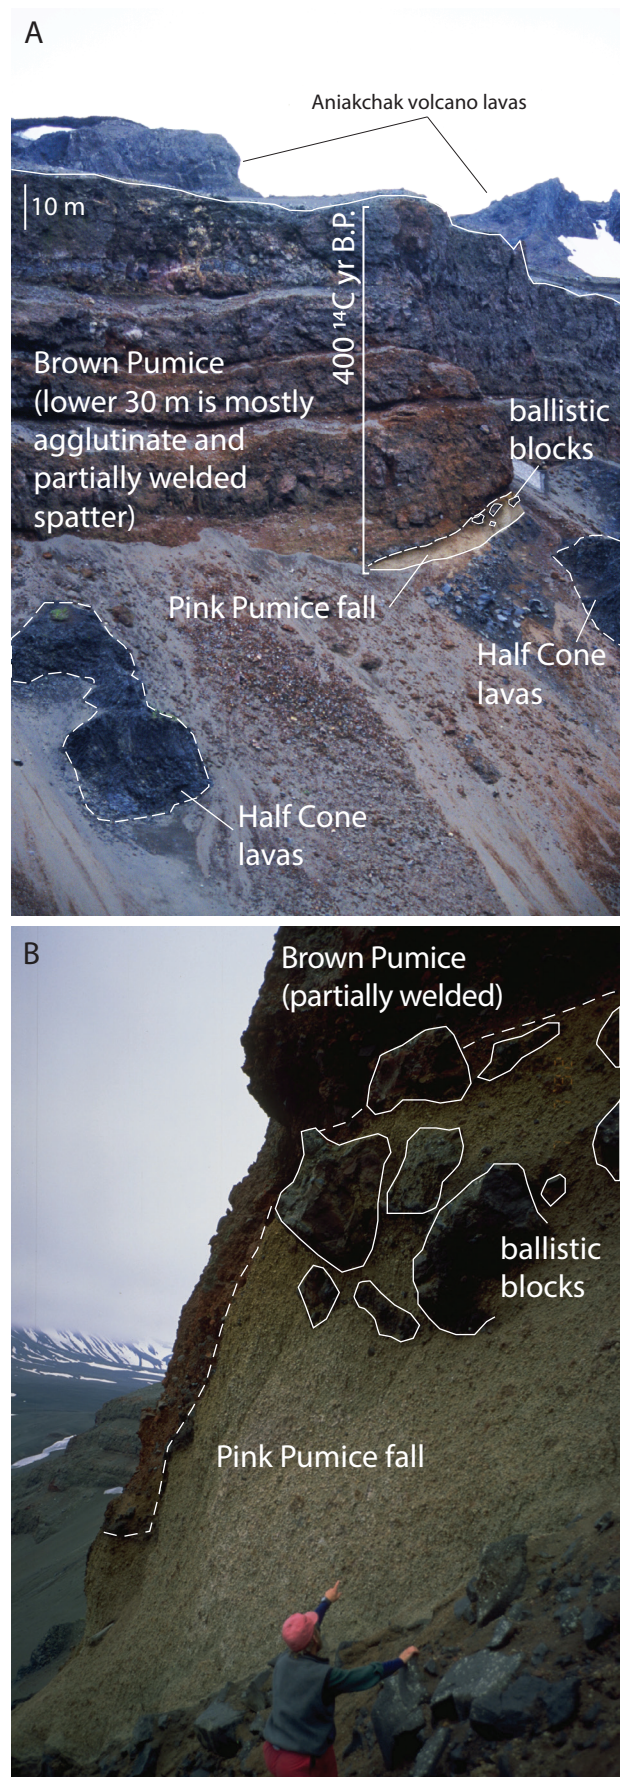 A
Aniakchak volcano lavas
10 m
400 ¹⁴C yr B.P.
Brown Pumice
(lower 30 m is mostly
agglutinate and
partially welded
spatter)
ballistic
blocks
Pink Pumice fall
Half Cone
lavas
Half Cone
lavas
B
Brown Pumice
(partially welded)
ballistic
blocks
Pink Pumice fall